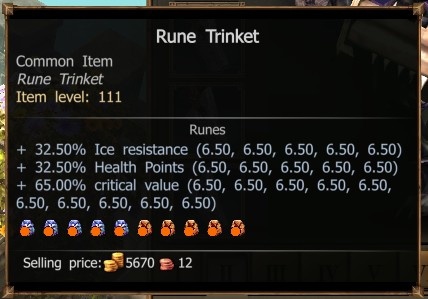 Rune Trinket
Common Item
Rune Trinket
Item level: 111
Runes
+ 32.50% Ice resistance (6.50, 6.50, 6.50, 6.50, 6.50)
+ 32.50% Health Points (6.50, 6.50, 6.50, 6.50, 6.50)
+ 65.00% critical value (6.50, 6.50, 6.50, 6.50, 6.50,
6.50, 6.50, 6.50, 6.50, 6.50)
Selling price: 5670 12